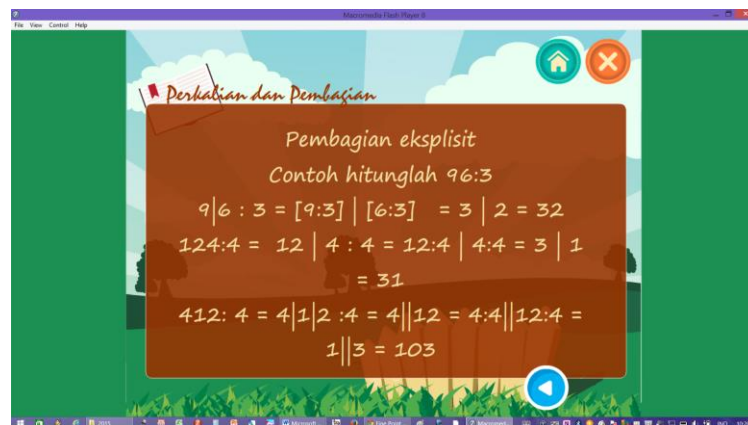 Macromedia Flash Player 8
File View Control Help
Perkalian dan Pembagian
Pembagian eksplisit
Contoh hitunglah 96:3
9|6 : 3 = [9:3] | [6:3] = 3 | 2 = 32
124:4 = 12 | 4 : 4 = 12:4 | 4:4 = 3 | 1
= 31
412: 4 = 4|1|2 :4 = 4||12 = 4:4||12:4 =
1||3 = 103
2015